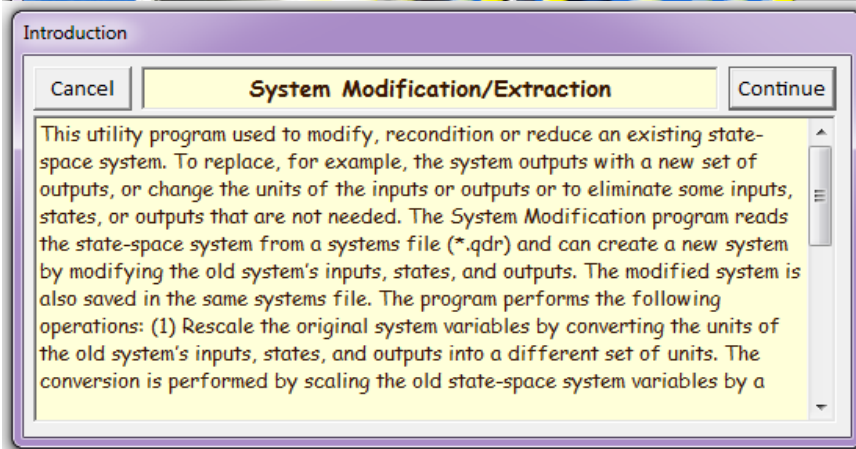 Introduction
Cancel
System Modification/Extraction
Continue
This utility program used to modify, recondition or reduce an existing state-
space system. To replace, for example, the system outputs with a new set of
outputs, or change the units of the inputs or outputs or to eliminate some inputs,
states, or outputs that are not needed. The System Modification program reads
the state-space system from a systems file (*.qdr) and can create a new system
by modifying the old system's inputs, states, and outputs. The modified system is
also saved in the same systems file. The program performs the following
operations: (1) Rescale the original system variables by converting the units of
the old system's inputs, states, and outputs into a different set of units. The
conversion is performed by scaling the old state-space system variables by a